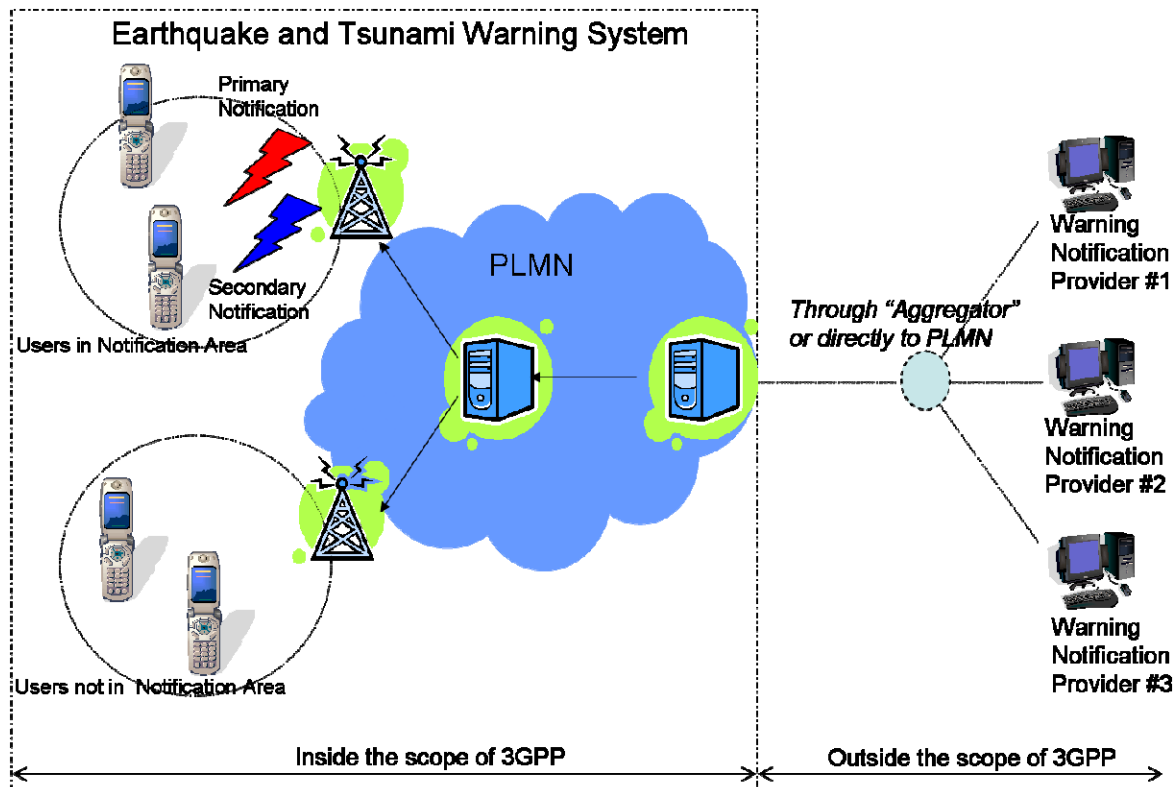 Earthquake and Tsunami Warning System
Primary
Notification
Secondary
Notification
Users in Notification Area
PLMN
Through “Aggregator”
or directly to PLMN
Warning
Notification
Provider #1
Warning
Notification
Provider #2
Warning
Notification
Provider #3
Users not in Notification Area
Inside the scope of 3GPP
Outside the scope of 3GPP